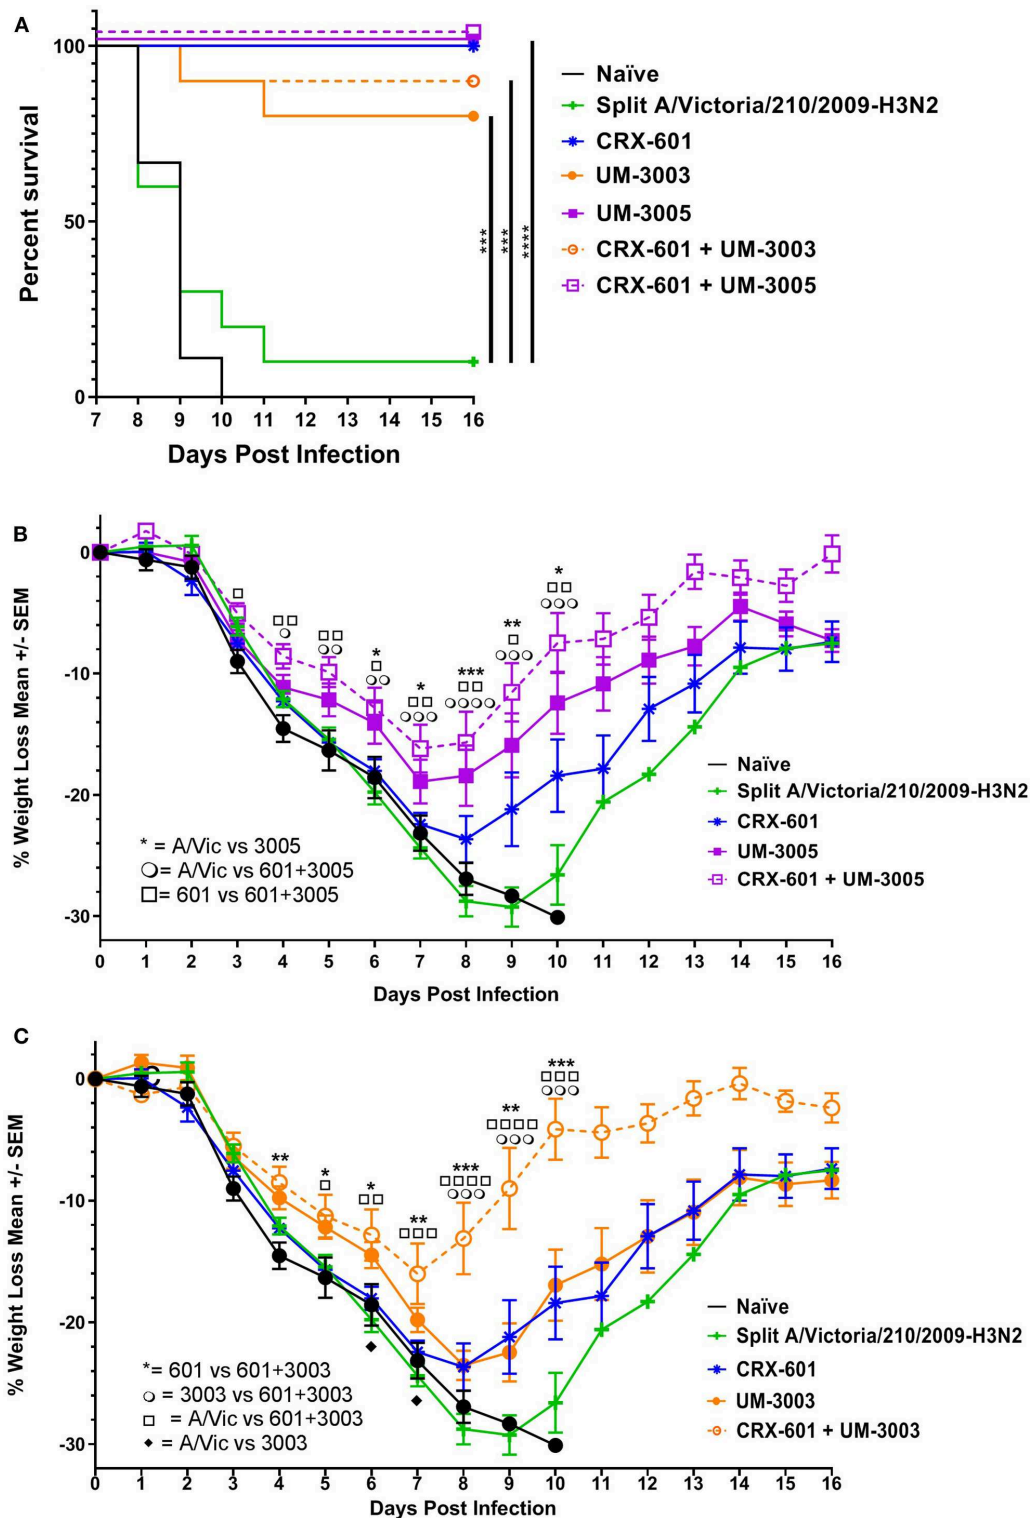 A
Percent survival
100
50
0
7 8 9 10 11 12 13 14 15 16
Days Post Infection
***
***
****
Naïve
Split A/Victoria/210/2009-H3N2
CRX-601
UM-3003
UM-3005
CRX-601 + UM-3003
CRX-601 + UM-3005
B
% Weight Loss Mean +/- SEM
0
-10
-20
-30
*
*
***
**
*
* = A/Vic vs 3005
○= A/Vic vs 601+3005
□= 601 vs 601+3005
Naïve
Split A/Victoria/210/2009-H3N2
CRX-601
UM-3005
CRX-601 + UM-3005
0 1 2 3 4 5 6 7 8 9 10 11 12 13 14 15 16
Days Post Infection
C
% Weight Loss Mean +/- SEM
0
-10
-20
-30
**
*
*
**
***
**
***
*= 601 vs 601+3003
○ = 3003 vs 601+3003
□ = A/Vic vs 601+3003
◆ = A/Vic vs 3003
Naïve
Split A/Victoria/210/2009-H3N2
CRX-601
UM-3003
CRX-601 + UM-3003
0 1 2 3 4 5 6 7 8 9 10 11 12 13 14 15 16
Days Post Infection